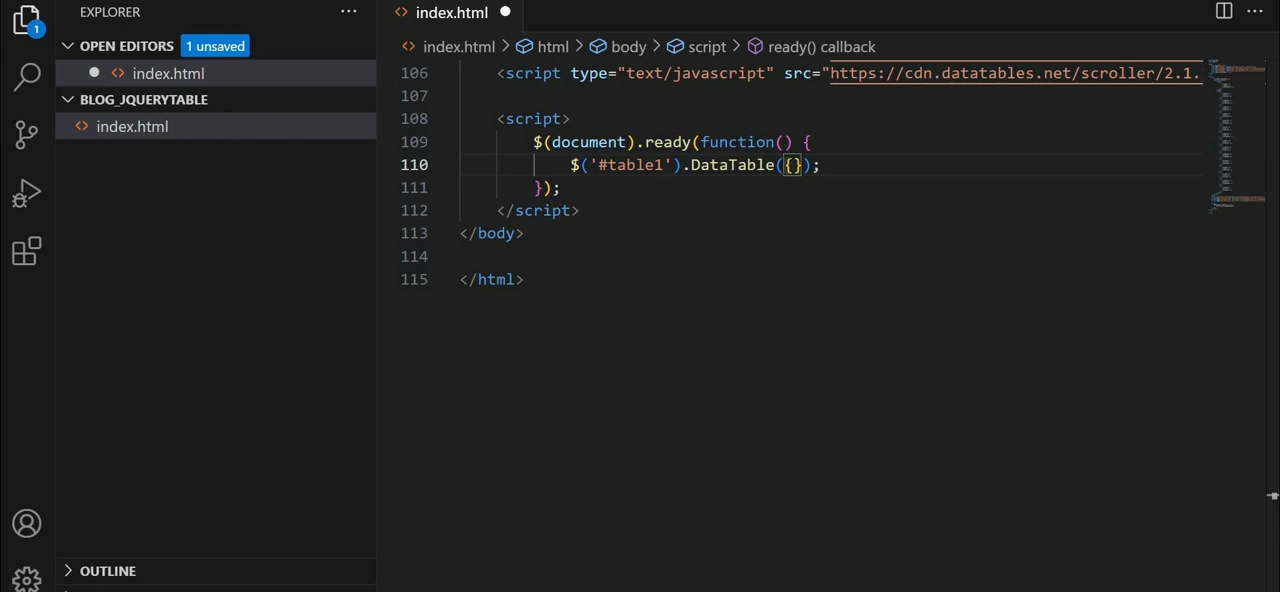 1
EXPLORER
OPEN EDITORS 1 unsaved
index.html
BLOG_JQUERYTABLE
index.html
OUTLINE
index.html
index.html > html > body > script > ready() callback
106 <script type="text/javascript" src="https://cdn.datatables.net/scroller/2.1.
107
108 <script>
109 $(document).ready(function() {
110 $('#table1').DataTable({});
111 });
112 </script>
113 </body>
114
115 </html>